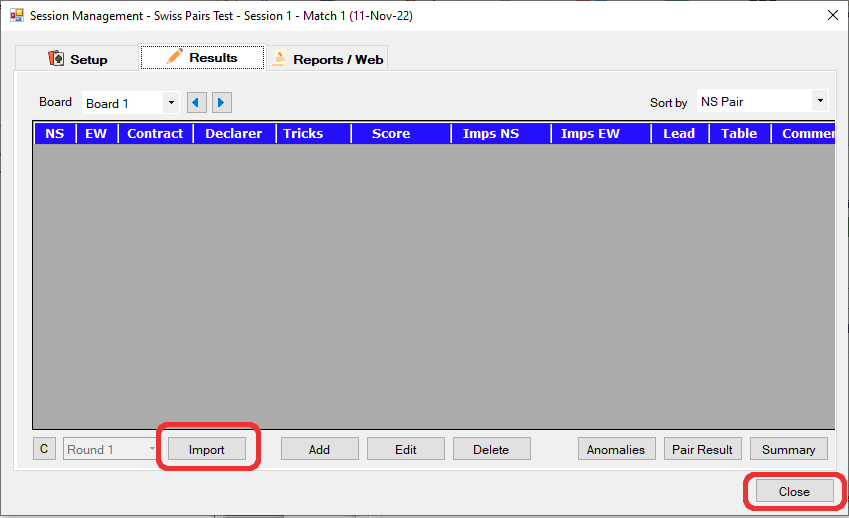 Session Management - Swiss Pairs Test - Session 1 - Match 1 (11-Nov-22)
Setup Results Reports / Web
Board Board 1 Sort by NS Pair
NS EW Contract Declarer Tricks Score Imps NS Imps EW Lead Table Commen
C Round 1 Import Add Edit Delete Anomalies Pair Result Summary
Close